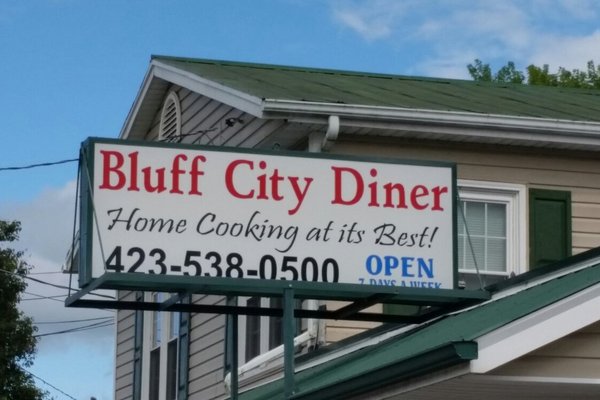 Bluff City Diner
Home Cooking at its Best!
423-538-0500
OPEN
7 DAYS A WEEK